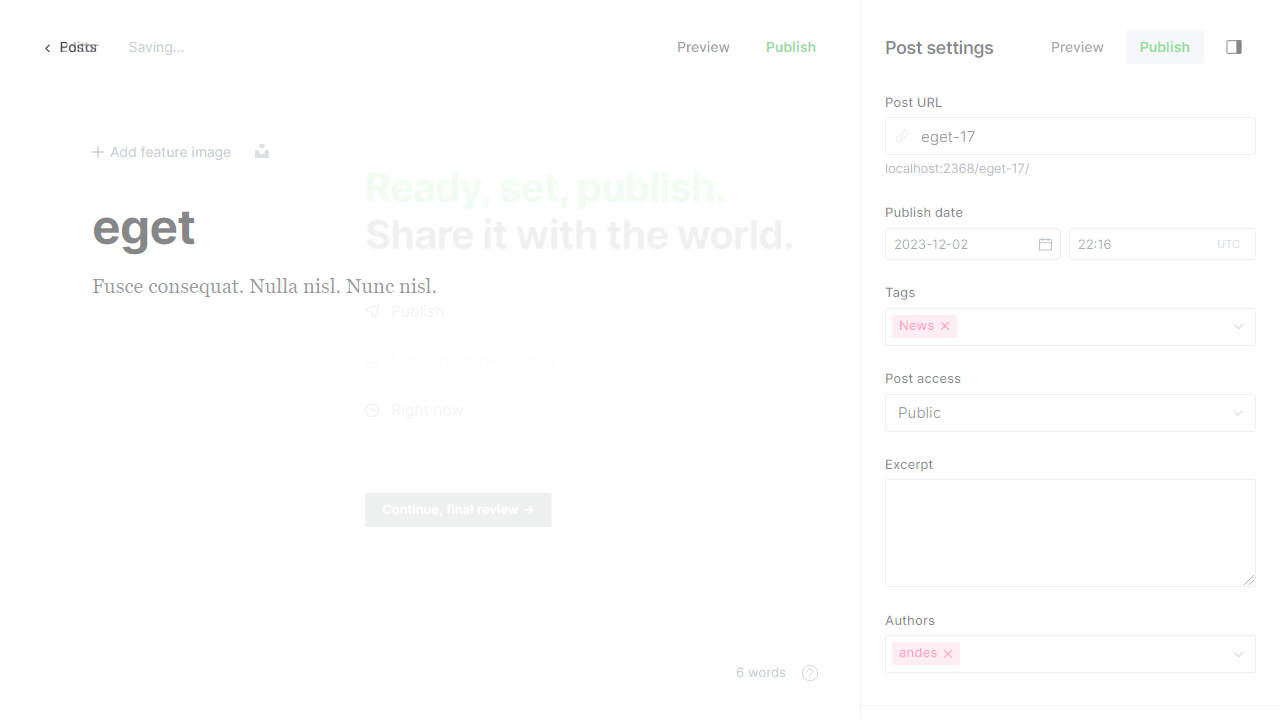 Posts
Saving...
Preview
Publish
Add feature image
eget
Fusce consequat. Nulla nisl. Nunc nisl.
Ready, set, publish.
Share it with the world.
Publish
Not sent as newsletter
Right now
Continue, final review →
6 words
Post settings
Preview
Publish
Post URL
eget-17
localhost:2368/eget-17/
Publish date
2023-12-02
22:16
UTC
Tags
News
Post access
Public
Excerpt
Authors
andes